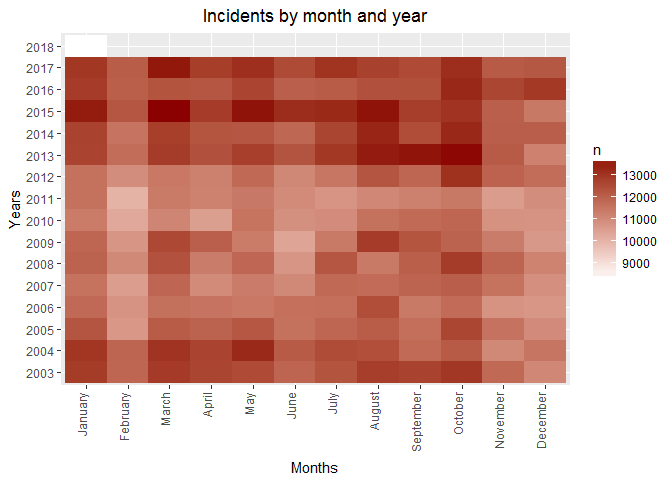 Incidents by month and year
2018
2017
2016
2015
2014
2013
2012
2011
2010
2009
2008
2007
2006
2005
2004
2003
Years
January
February
March
April
May
June
July
August
September
October
November
December
Months
n
13000
12000
11000
10000
9000